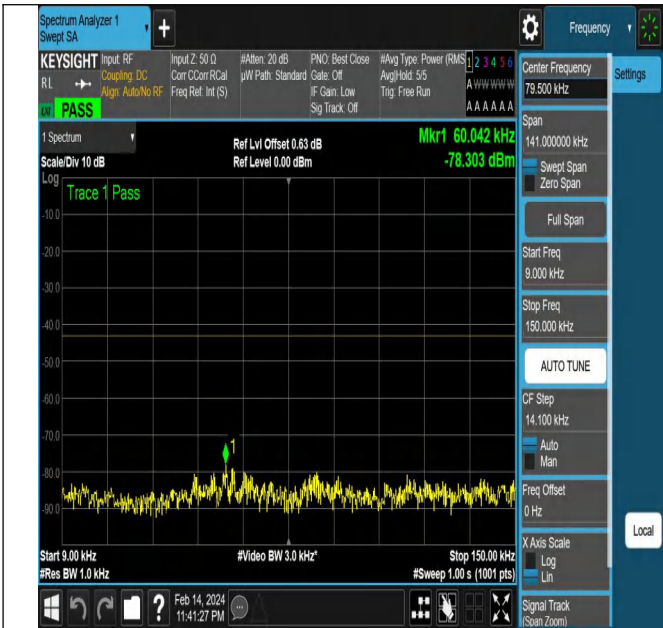 Spectrum Analyzer 1
Swept SA
+
Frequency
KEYSIGHT
RL
PASS
Input: RF
Coupling: DC
Align: Auto/No RF
Input Z: 50 Ω
Corr CCorr RCal
Freq Ref: Int (S)
#Atten: 20 dB
µW Path: Standard
PNO: Best Close
Gate: Off
IF Gain: Low
Sig Track: Off
#Avg Type: Power (RMS
Avg|Hold: 5/5
Trig: Free Run
1 2 3 4 5 6
A W W W W W
A A A A A A
1 Spectrum
Scale/Div 10 dB
Log
Ref Lvl Offset 0.63 dB
Ref Level 0.00 dBm
Mkr1 60.042 kHz
-78.303 dBm
Trace 1 Pass
-10.0
-20.0
-30.0
-40.0
-50.0
-60.0
-70.0
-80.0
-90.0
1
Start 9.00 kHz
#Res BW 1.0 kHz
#Video BW 3.0 kHz*
Stop 150.00 kHz
#Sweep 1.00 s (1001 pts)
?
Feb 14, 2024
11:41:27 PM
Center Frequency
79.500 kHz
Settings
Span
141.000000 kHz
Swept Span
Zero Span
Full Span
Start Freq
9.000 kHz
Stop Freq
150.000 kHz
AUTO TUNE
CF Step
14.100 kHz
Auto
Man
Freq Offset
0 Hz
X Axis Scale
Log
Lin
Local
Signal Track
(Span Zoom)